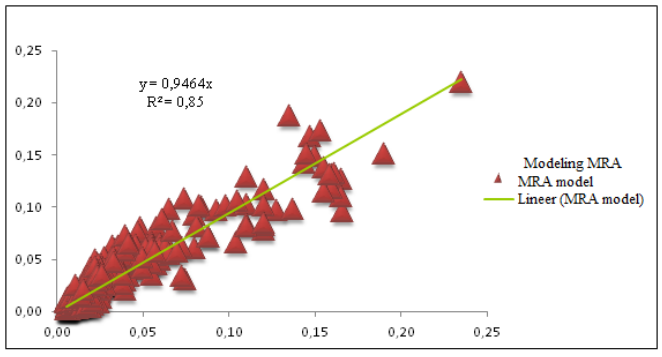 0,25
0,20
0,15
0,10
0,05
0,00
y = 0,9464x
R² = 0,85
0,00 0,05 0,10 0,15 0,20 0,25
Modeling MRA
MRA model
Lineer (MRA model)